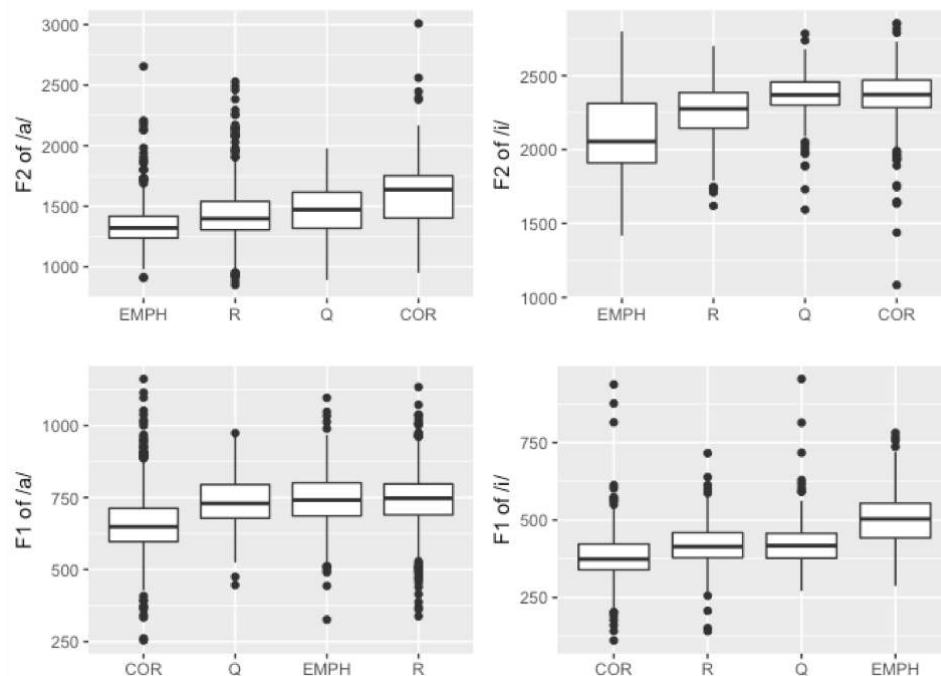 F2 of /a/
3000
2500
2000
1500
1000
EMPH R Q COR
F2 of /i/
2500
2000
1500
1000
EMPH R Q COR
F1 of /a/
1000
750
500
250
COR Q EMPH R
F1 of /i/
750
500
250
COR R Q EMPH